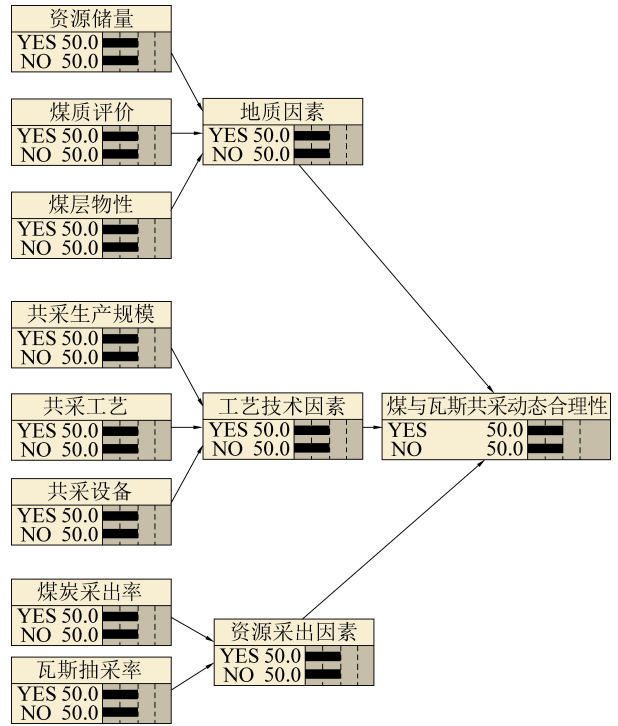 资源储量
YES 50.0
NO 50.0
煤质评价
YES 50.0
NO 50.0
煤层物性
YES 50.0
NO 50.0
地质因素
YES 50.0
NO 50.0
共采生产规模
YES 50.0
NO 50.0
共采工艺
YES 50.0
NO 50.0
共采设备
YES 50.0
NO 50.0
工艺技术因素
YES 50.0
NO 50.0
煤与瓦斯共采动态合理性
YES 50.0
NO 50.0
煤炭采出率
YES 50.0
NO 50.0
瓦斯抽采率
YES 50.0
NO 50.0
资源采出因素
YES 50.0
NO 50.0